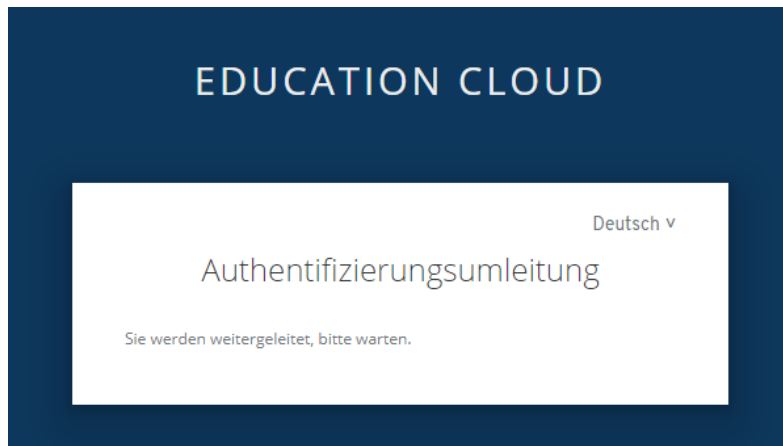 EDUCATION CLOUD
Deutsch v
Authentifizierungsumleitung
Sie werden weitergeleitet, bitte warten.